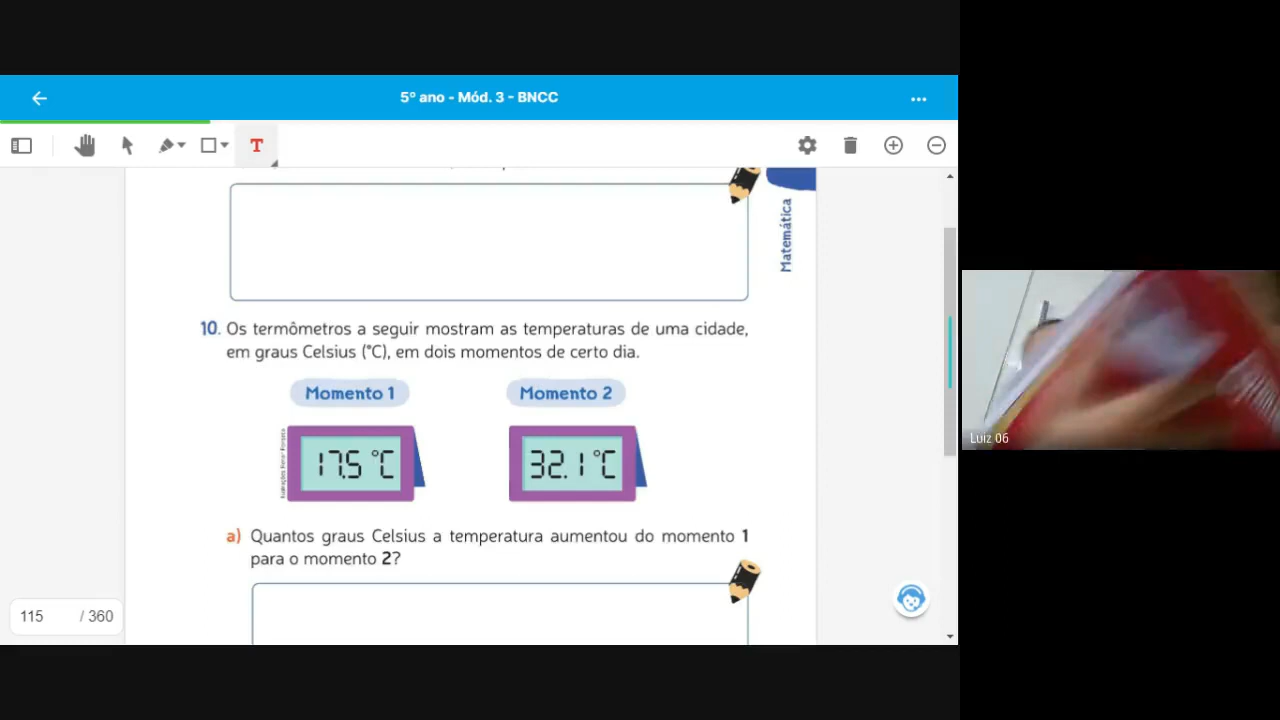 5º ano - Mód. 3 - BNCC
T
Matemática
10. Os termômetros a seguir mostram as temperaturas de uma cidade,
em graus Celsius (°C), em dois momentos de certo dia.
Momento 1
Momento 2
17.5 °C
32.1 °C
a) Quantos graus Celsius a temperatura aumentou do momento 1
para o momento 2?
115 / 360
Luiz 06